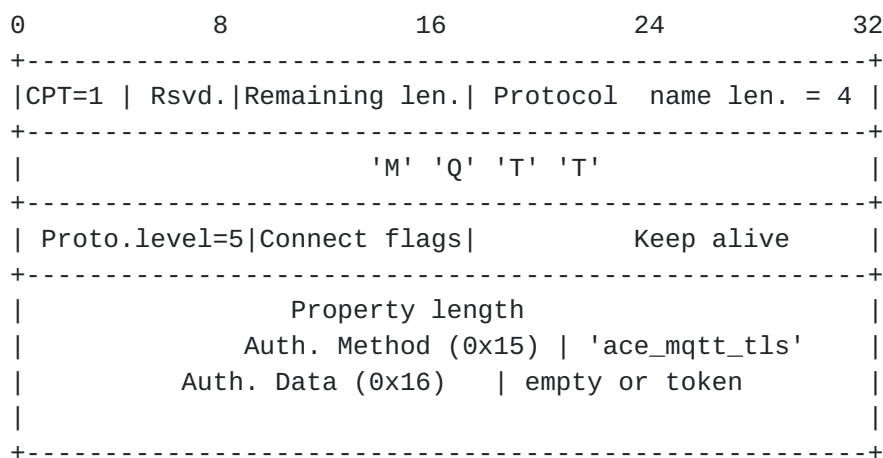 0            8            16             24            32
+------------------------------------------------------+
|CPT=1 | Rsvd.|Remaining len.| Protocol  name len. = 4 |
+------------------------------------------------------+
|                      'M' 'Q' 'T' 'T'                 |
+------------------------------------------------------+
| Proto.level=5|Connect flags|          Keep alive     |
+------------------------------------------------------+
|                 Property length                      |
|              Auth. Method (0x15) | 'ace_mqtt_tls'    |
|          Auth. Data (0x16)   | empty or token        |
|                                                      |
+------------------------------------------------------+